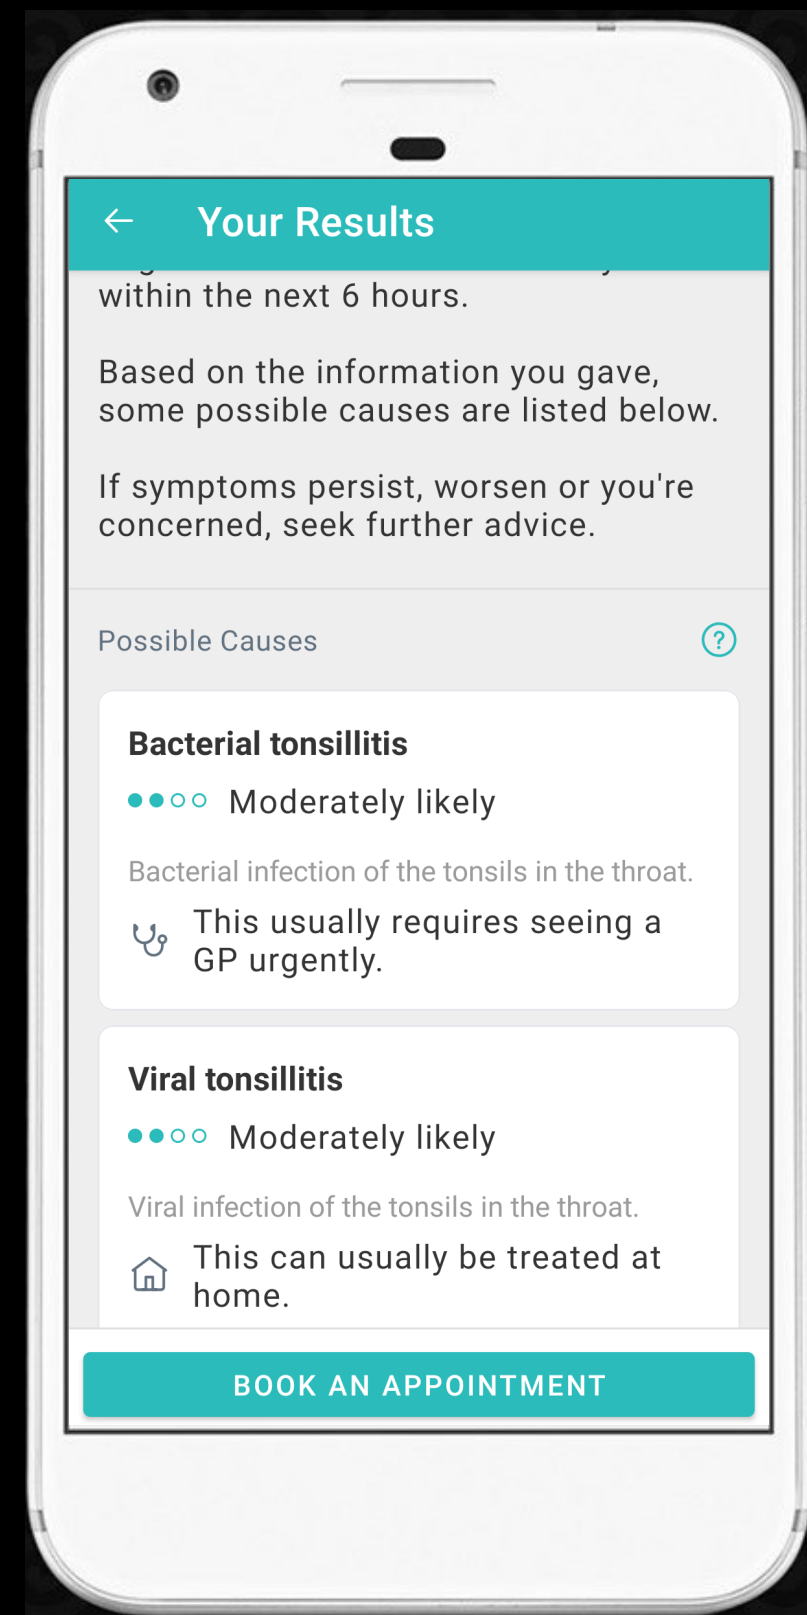 Your Results
within the next 6 hours.
Based on the information you gave,
some possible causes are listed below.
If symptoms persist, worsen or you're
concerned, seek further advice.
Possible Causes
?
Bacterial tonsillitis
Moderately likely
Bacterial infection of the tonsils in the throat.
This usually requires seeing a
GP urgently.
Viral tonsillitis
Moderately likely
Viral infection of the tonsils in the throat.
This can usually be treated at
home.
BOOK AN APPOINTMENT